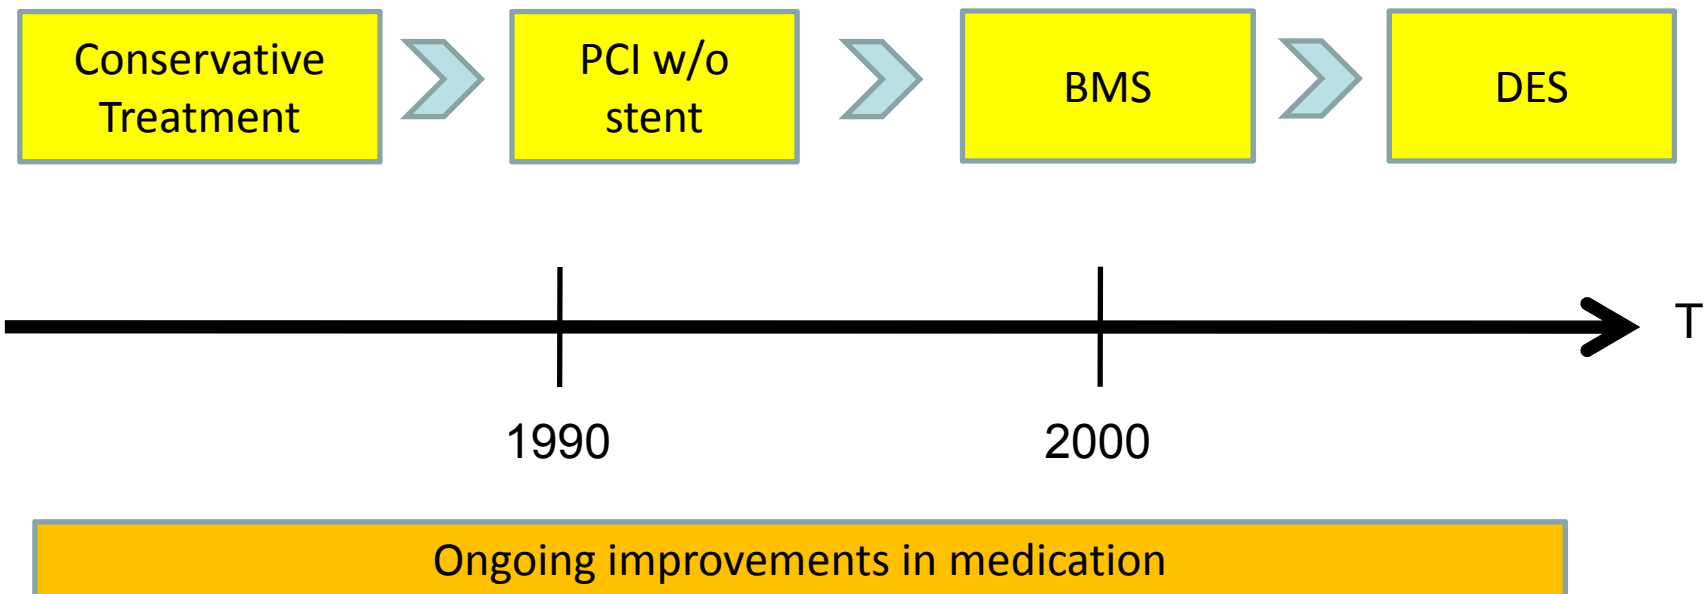 Conservative
Treatment
PCI w/o
stent
BMS
DES
T
1990
2000
Ongoing improvements in medication